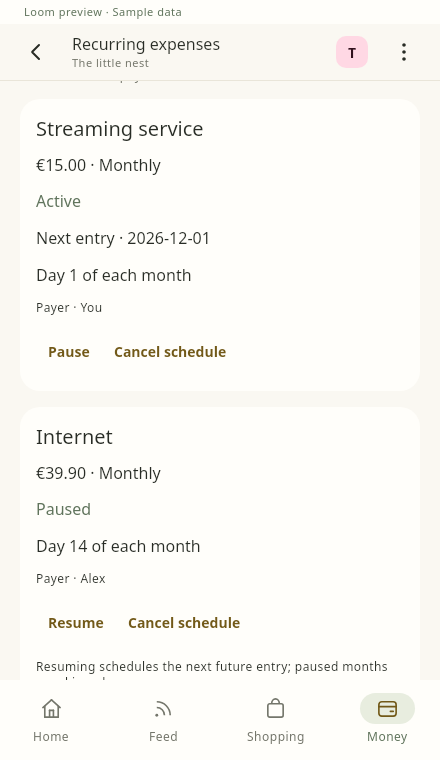 Loom preview · Sample data
Recurring expenses
The little nest
T
Streaming service
€15.00 · Monthly
Active
Next entry · 2026-12-01
Day 1 of each month
Payer · You
Pause Cancel schedule
Internet
€39.90 · Monthly
Paused
Day 14 of each month
Payer · Alex
Resume Cancel schedule
Resuming schedules the next future entry; paused months
Home Feed Shopping Money